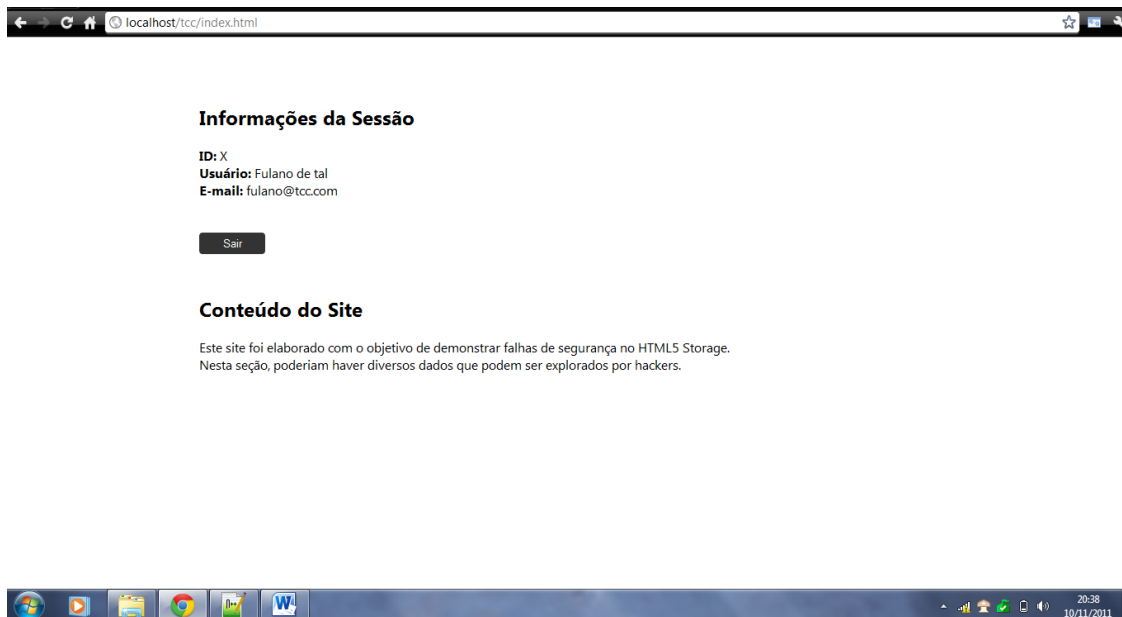 localhost/tcc/index.html
Informações da Sessão
ID: X
Usuário: Fulano de tal
E-mail: fulano@tcc.com
Sair
Conteúdo do Site
Este site foi elaborado com o objetivo de demonstrar falhas de segurança no HTML5 Storage.
Nesta seção, poderiam haver diversos dados que podem ser explorados por hackers.
20:38
10/11/2011